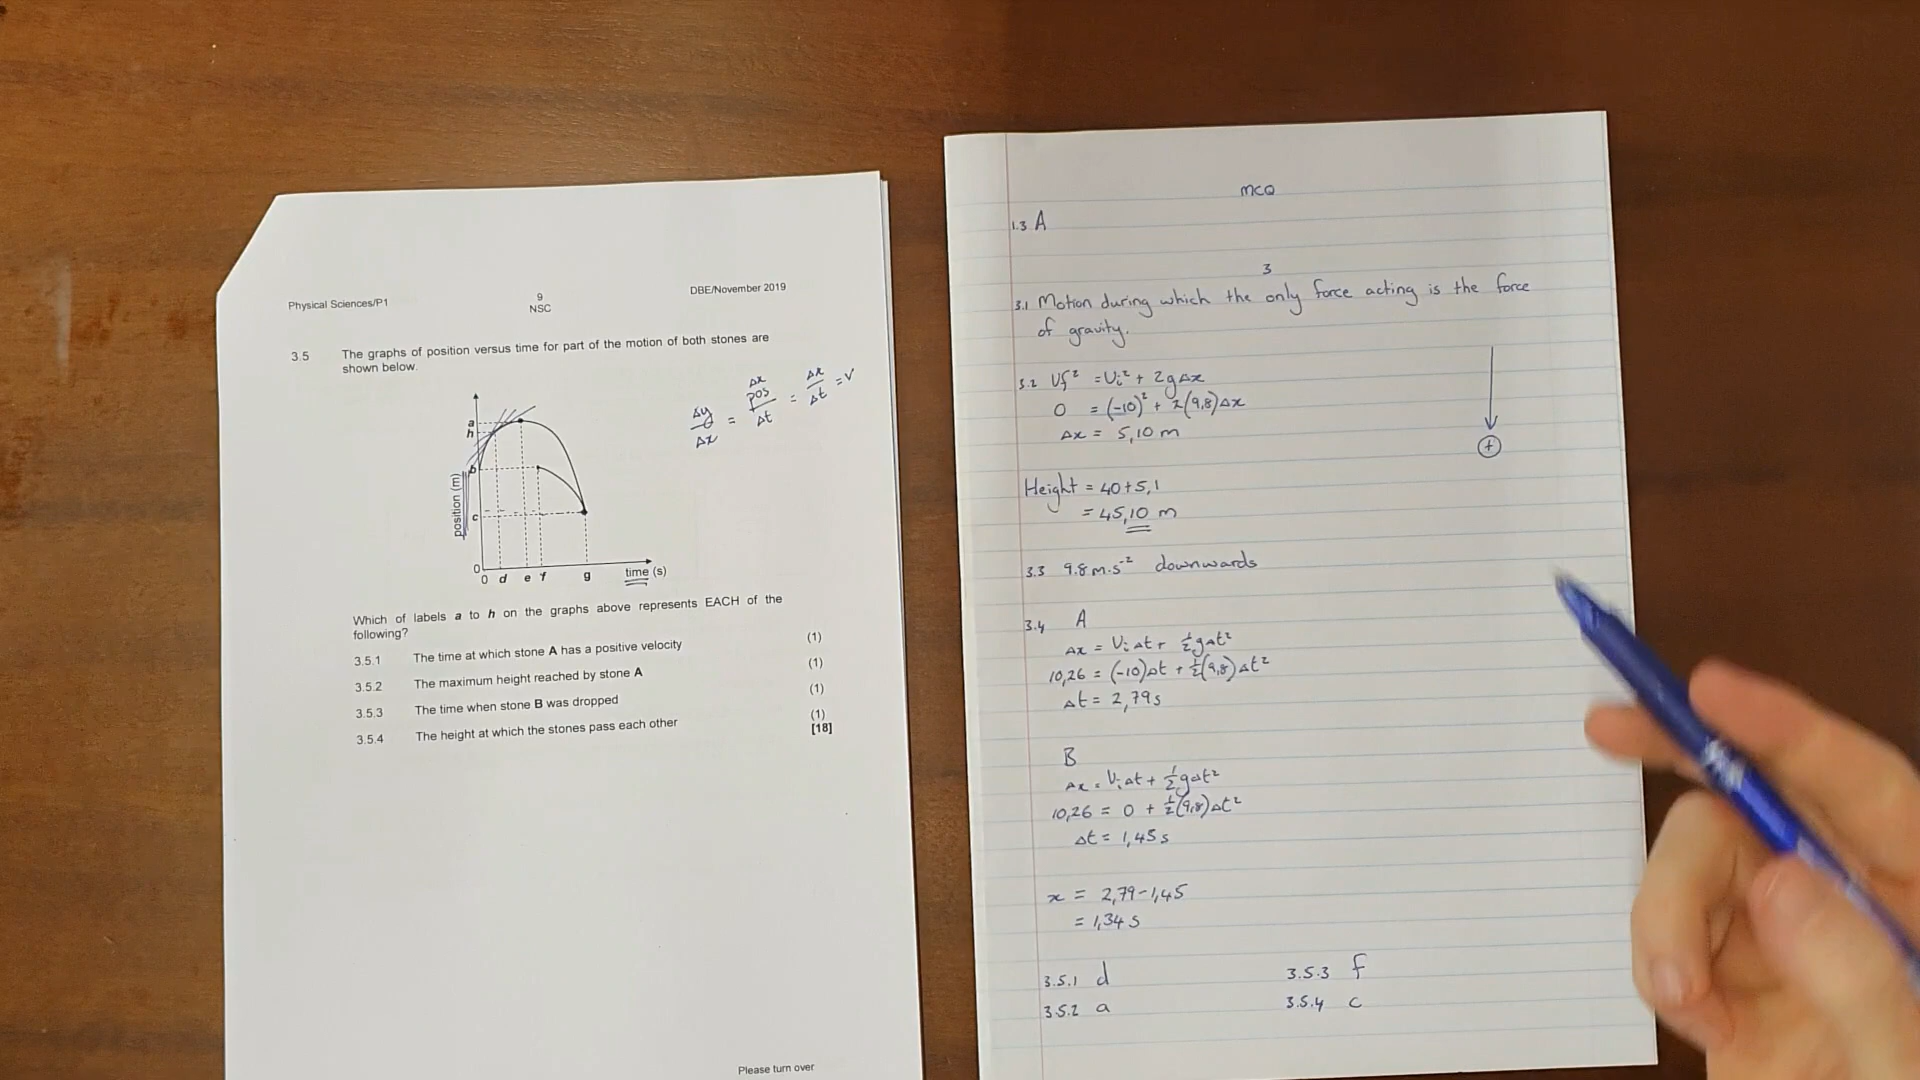 Physical Sciences/P1
9
NSC
DBE/November 2019
3.5 The graphs of position versus time for part of the motion of both stones are
shown below.
Δy/Δx = Δx pos/Δt = Δx/Δt = v
a
h
b
c
0
position (m)
0 d e f g time (s)
Which of labels a to h on the graphs above represents EACH of the
following?
3.5.1 The time at which stone A has a positive velocity (1)
3.5.2 The maximum height reached by stone A (1)
3.5.3 The time when stone B was dropped (1)
3.5.4 The height at which the stones pass each other (1)
[18]
Please turn over
MCQ
1.3 A
3
3.1 Motion during which the only force acting is the force
of gravity.
3.2 Vf² = Vi² + 2gΔx
0 = (-10)² + 2(9,8)Δx
Δx = 5,10 m
+
Height = 40+5,1
= 45,10 m
3.3 9.8 m·s⁻² downwards
3.4 A
Δx = ViΔt + ½gΔt²
10,26 = (-10)Δt + ½(9,8)Δt²
Δt = 2,79s
B
Δx = ViΔt + ½gΔt²
10,26 = 0 + ½(9,8)Δt²
Δt = 1,45s
x = 2,79-1,45
= 1,34s
3.5.1 d
3.5.2 a
3.5.3 f
3.5.4 c